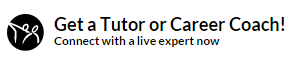 Get a Tutor or Career Coach!
Connect with a live expert now